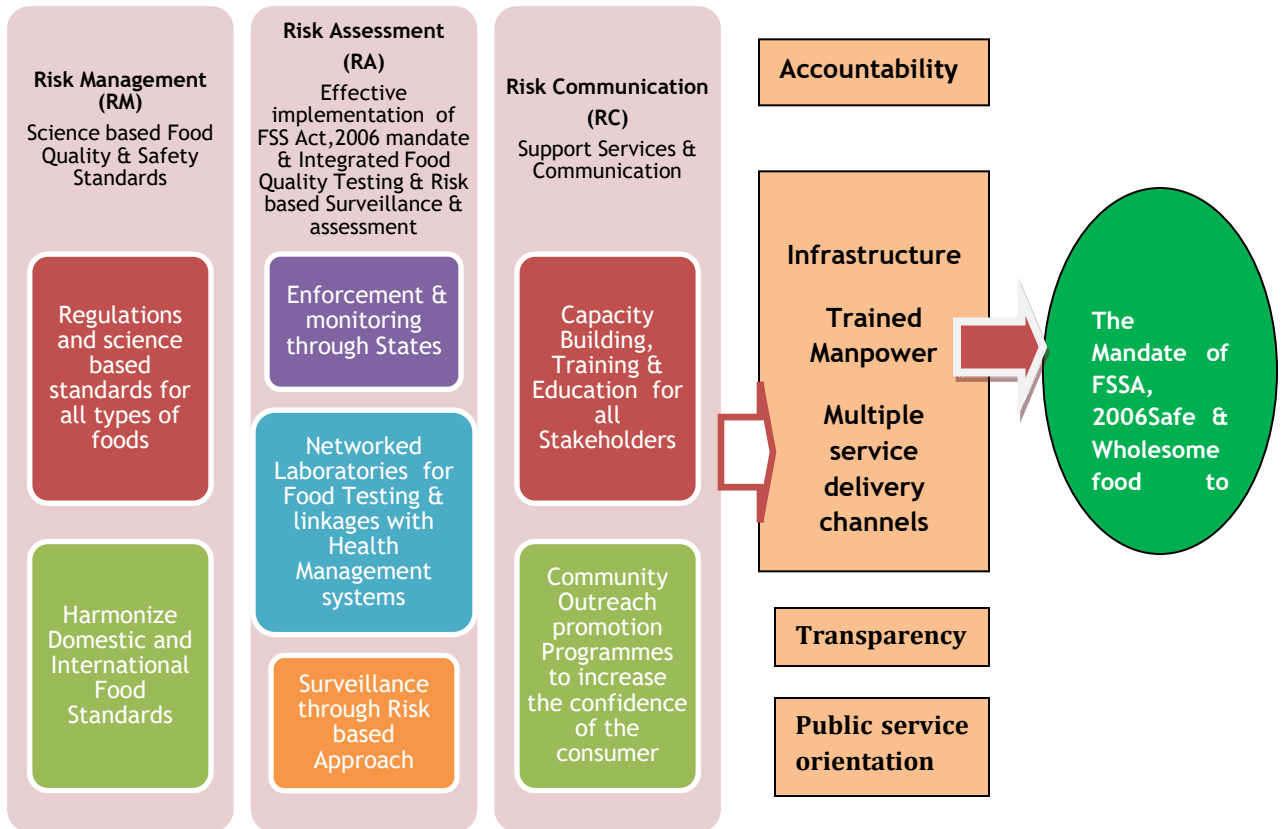 Risk Management
(RM)
Science based Food
Quality & Safety
Standards
Regulations
and science
based
standards for
all types of
foods
Harmonize
Domestic and
International
Food
Standards
Risk Assessment
(RA)
Effective
implementation of
FSS Act,2006 mandate
& Integrated Food
Quality Testing & Risk
based Surveillance &
assessment
Enforcement &
monitoring
through States
Networked
Laboratories for
Food Testing &
linkages with
Health
Management
systems
Surveillance
through Risk
based
Approach
Risk Communication
(RC)
Support Services &
Communication
Capacity
Building,
Training &
Education for
all
Stakeholders
Community
Outreach
promotion
Programmes
to increase
the confidence
of the
consumer
Accountability
Infrastructure
Trained
Manpower
Multiple
service
delivery
channels
Transparency
Public service
orientation
The
Mandate of
FSSA,
2006Safe &
Wholesome
food to